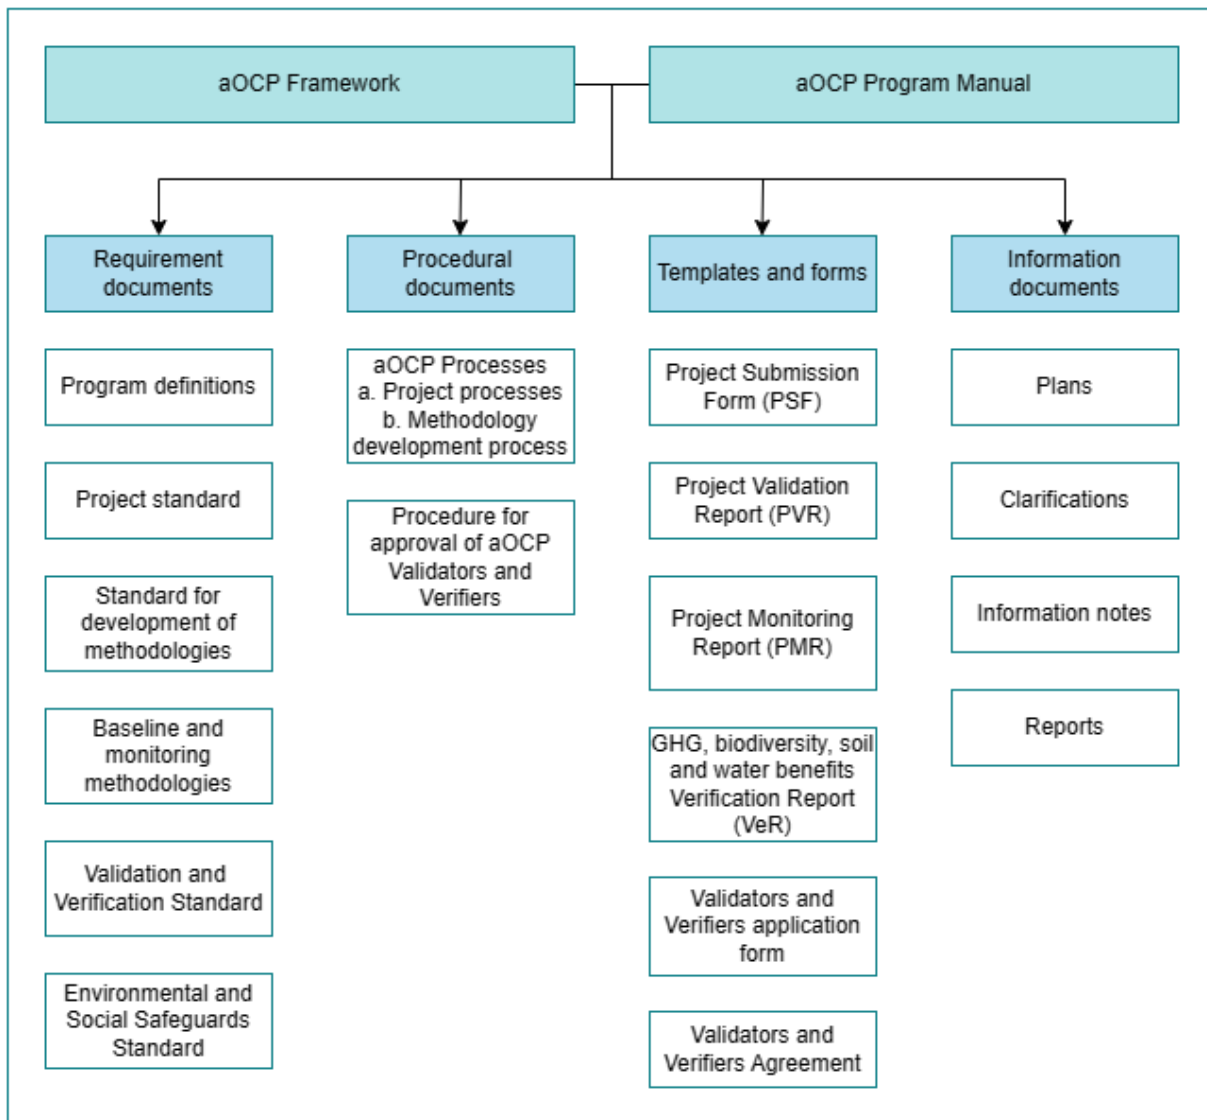 aOCP Framework
aOCP Program Manual
Requirement
documents
Procedural
documents
Templates and forms
Information
documents
Program definitions
Project standard
Standard for
development of
methodologies
Baseline and
monitoring
methodologies
Validation and
Verification Standard
Environmental and
Social Safeguards
Standard
aOCP Processes
a. Project processes
b. Methodology
development process
Procedure for
approval of aOCP
Validators and
Verifiers
Project Submission
Form (PSF)
Project Validation
Report (PVR)
Project Monitoring
Report (PMR)
GHG, biodiversity, soil
and water benefits
Verification Report
(VeR)
Validators and
Verifiers application
form
Validators and
Verifiers Agreement
Plans
Clarifications
Information notes
Reports